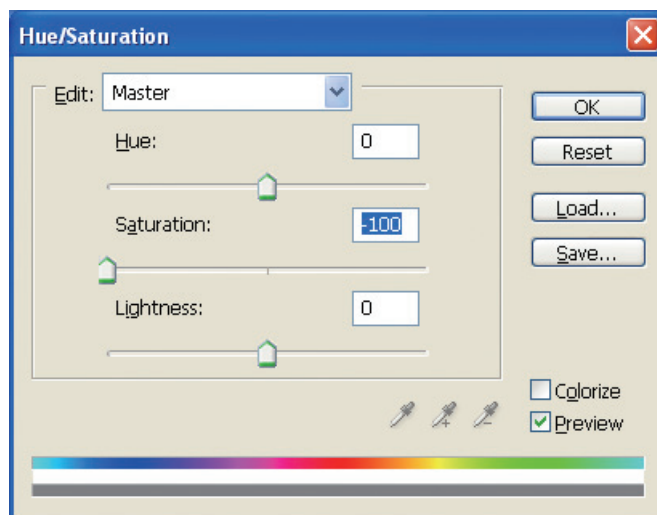 Hue/Saturation
Edit: Master
Hue: 0
Saturation: -100
Lightness: 0
OK
Reset
Load...
Save...
Colorize
Preview